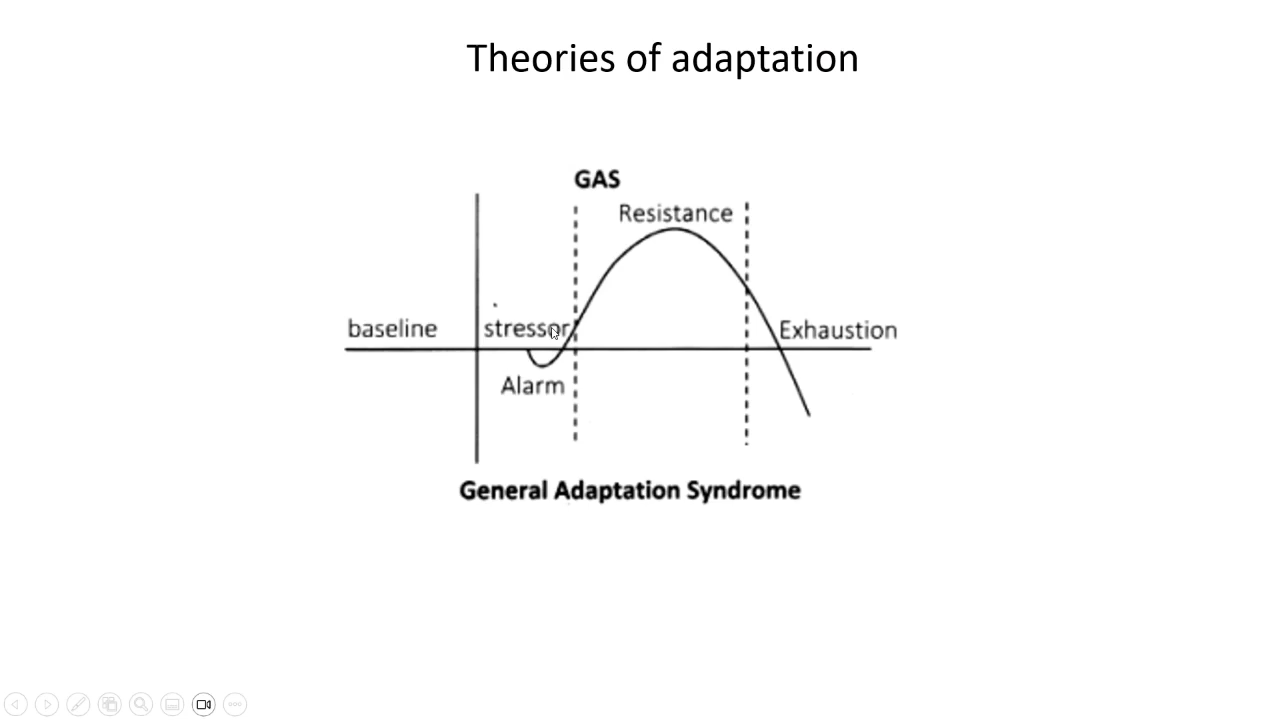 Theories of adaptation
GAS
Resistance
baseline
stressor
Exhaustion
Alarm
General Adaptation Syndrome